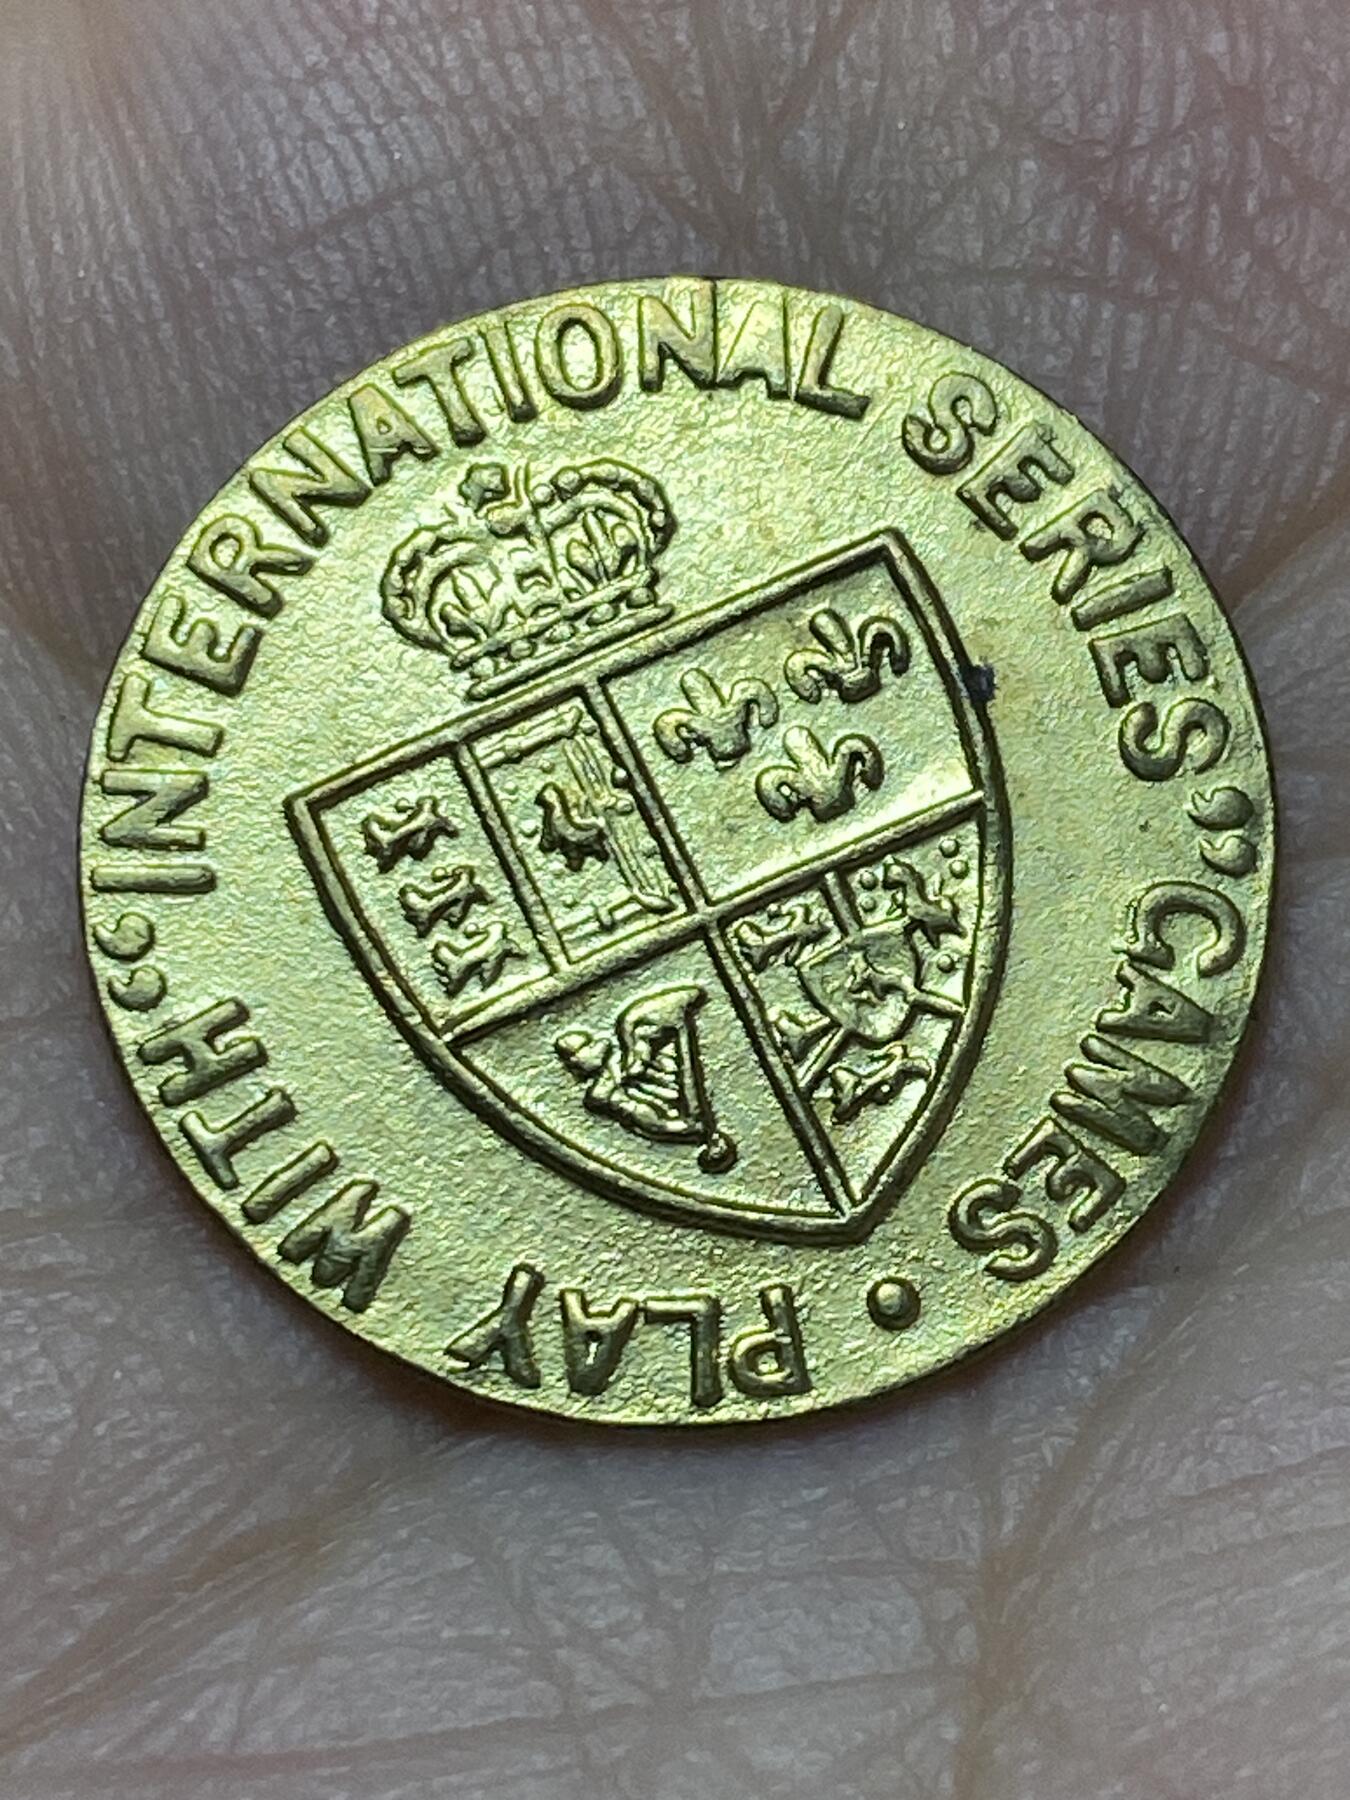 PLAY WITH “INTERNATIONAL SERIES” GAMES •